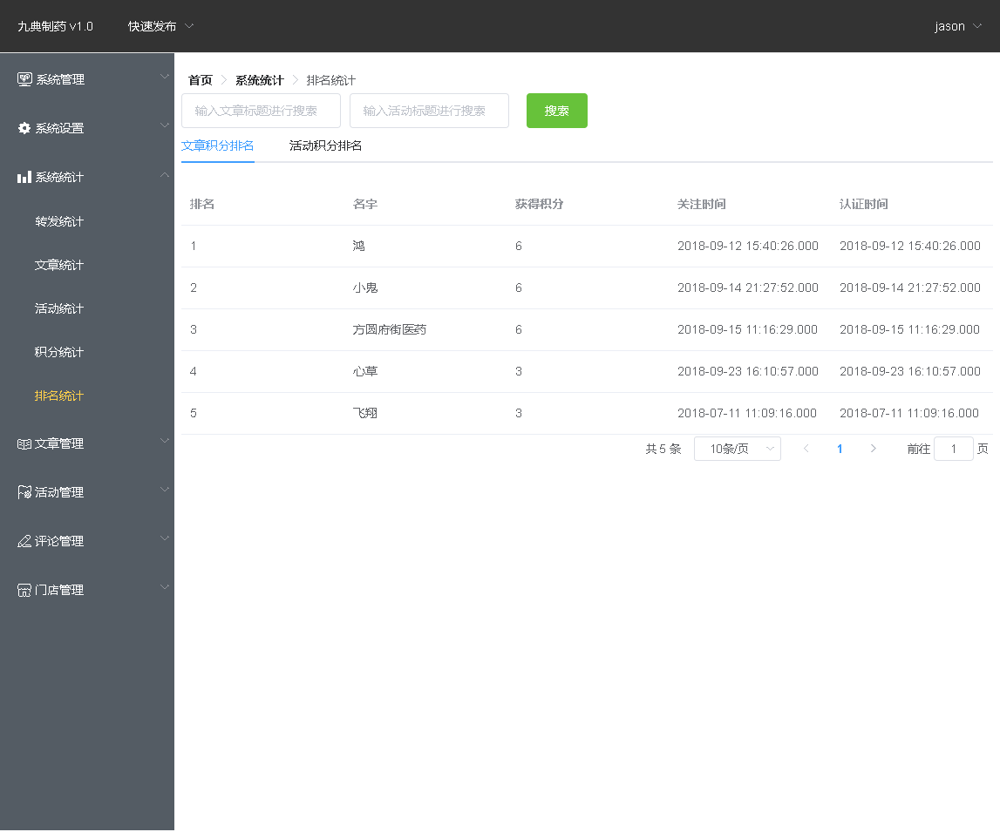 九典制药 v1.0 快速发布 jason
系统管理
系统设置
系统统计
转发统计
文章统计
活动统计
积分统计
排名统计
文章管理
活动管理
评论管理
门店管理
首页 系统统计 排名统计
输入文章标题进行搜索 输入活动标题进行搜索 搜索
文章积分排名 活动积分排名
排名 名字 获得积分 关注时间 认证时间
1 鸿 6 2018-09-12 15:40:26.000 2018-09-12 15:40:26.000
2 小鬼 6 2018-09-14 21:27:52.000 2018-09-14 21:27:52.000
3 方圆府街医药 6 2018-09-15 11:16:29.000 2018-09-15 11:16:29.000
4 心草 3 2018-09-23 16:10:57.000 2018-09-23 16:10:57.000
5 飞翔 3 2018-07-11 11:09:16.000 2018-07-11 11:09:16.000
共 5 条 10条/页 1 前往 1 页